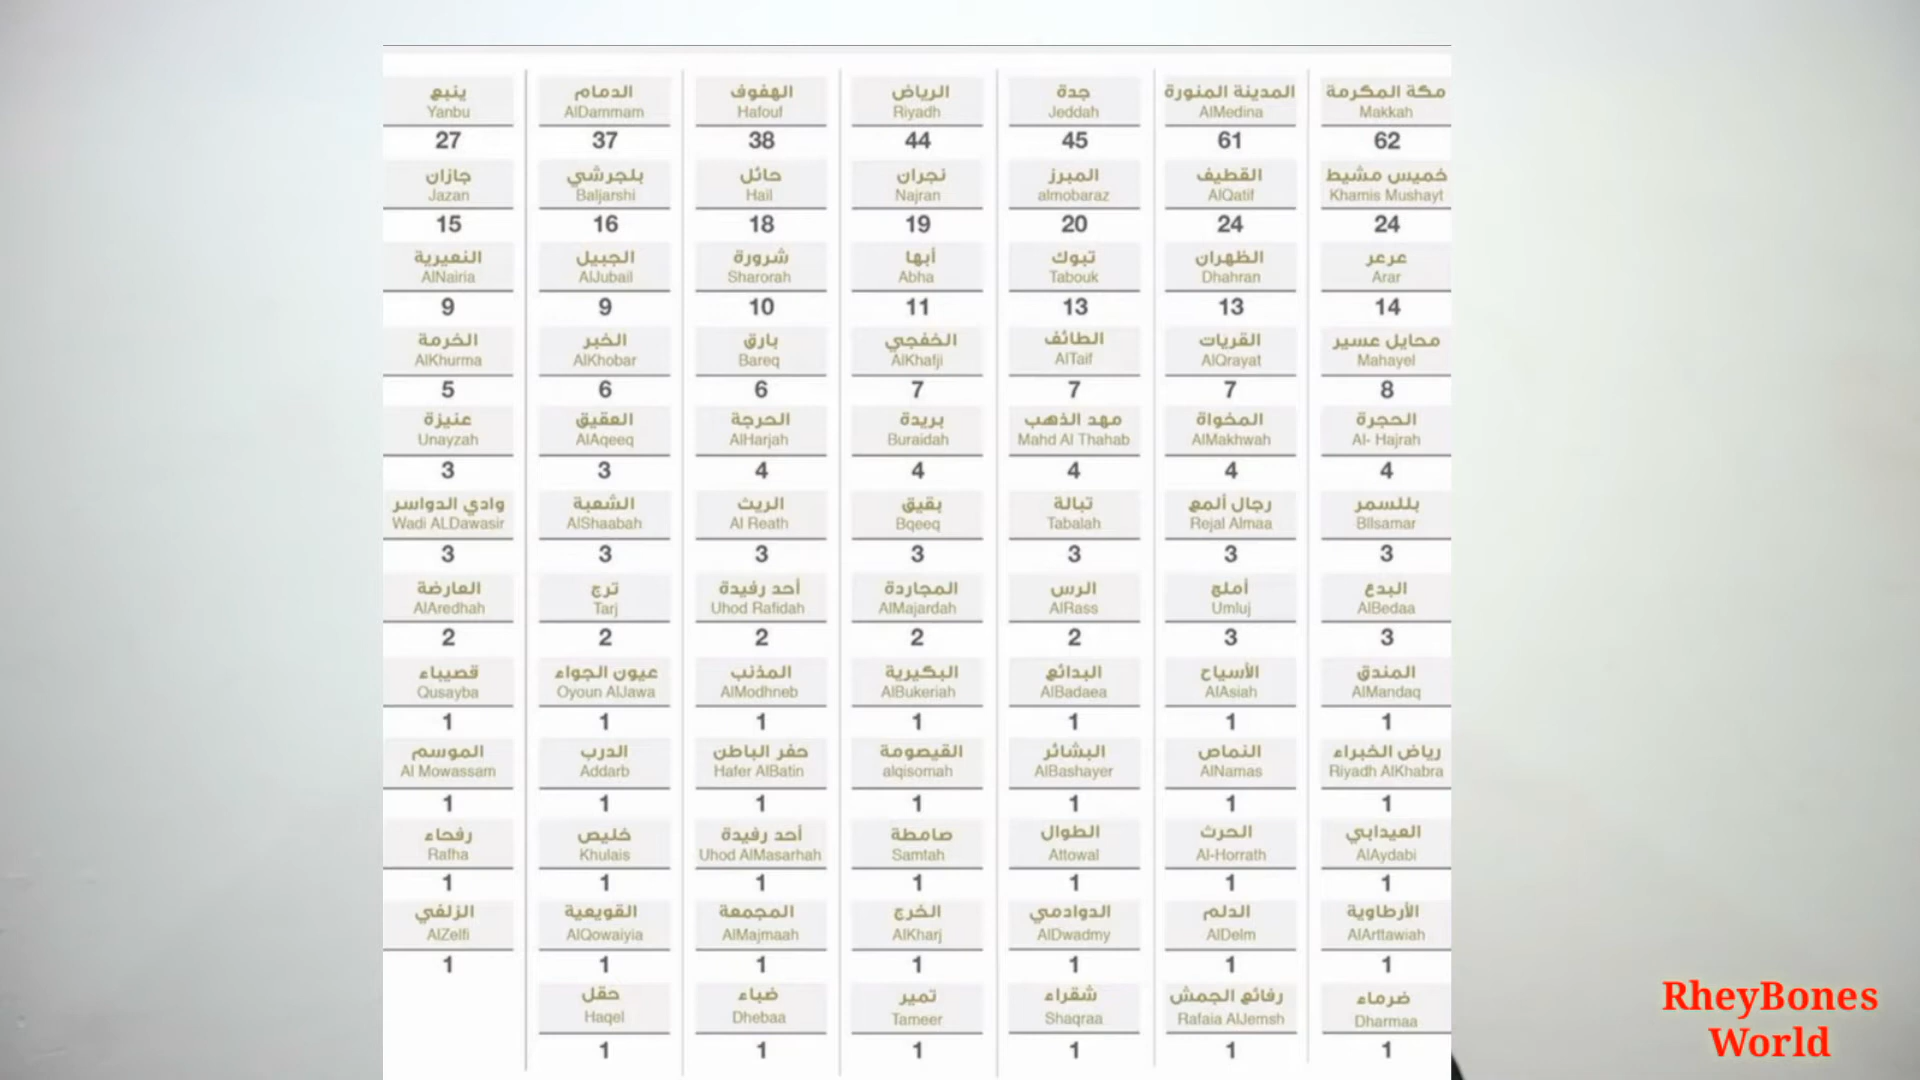 مكة المكرمة
Makkah
62
المدينة المنورة
AlMedina
61
جدة
Jeddah
45
الرياض
Riyadh
44
الهفوف
Hafouf
38
الدمام
AlDammam
37
ينبع
Yanbu
27
خميس مشيط
Khamis Mushayt
24
القطيف
AlQatif
24
المبرز
almobaraz
20
نجران
Najran
19
حائل
Hail
18
بلجرشي
Baljarshi
16
جازان
Jazan
15
عرعر
Arar
14
الظهران
Dhahran
13
تبوك
Tabouk
13
أبها
Abha
11
شرورة
Sharorah
10
الجبيل
AlJubail
9
النعيرية
AlNairia
9
محايل عسير
Mahayel
8
القريات
AlQrayat
7
الطائف
AlTaif
7
الخفجي
AlKhafji
7
بارق
Bareq
6
الخبر
AlKhobar
6
الخرمة
AlKhurma
5
الحجرة
Al- Hajrah
4
المخواة
AlMakhwah
4
مهد الذهب
Mahd Al Thahab
4
بريدة
Buraidah
4
الحرجة
AlHarjah
4
العقيق
AlAqeeq
3
عنيزة
Unayzah
3
بللسمر
Bllsamar
3
رجال ألمع
Rejal Almaa
3
تبالة
Tabalah
3
بقيق
Bqeeq
3
الريث
Al Reath
3
الشعبة
AlShaabah
3
وادي الدواسر
Wadi ALDawasir
3
البدع
AlBedaa
3
أملج
Umluj
3
الرس
AlRass
2
المجاردة
AlMajardah
2
أحد رفيدة
Uhod Rafidah
2
ترج
Tarj
2
العارضة
AlAredhah
2
المندق
AlMandaq
1
الأسياح
AlAsiah
1
البدائع
AlBadaea
1
البكيرية
AlBukeriah
1
المذنب
AlModhneb
1
عيون الجواء
Oyoun AlJawa
1
قصيباء
Qusayba
1
رياض الخبراء
Riyadh AlKhabra
1
النماص
AlNamas
1
البشائر
AlBashayer
1
القيصومة
alqisomah
1
حفر الباطن
Hafer AlBatin
1
الدرب
Addarb
1
الموسم
Al Mowassam
1
العيدابي
AlAydabi
1
الحرث
Al-Horrath
1
الطوال
Attowal
1
صامطة
Samtah
1
أحد رفيدة
Uhod AlMasarhah
1
خليص
Khulais
1
رفحاء
Rafha
1
الأرطاوية
AlArttawiah
1
الدلم
AlDelm
1
الدوادمي
AlDwadmy
1
الخرج
AlKharj
1
المجمعة
AlMajmaah
1
القويعية
AlQowaiyia
1
الزلفي
AlZelfi
1
ضرماء
Dharmaa
1
رفائع الجمش
Rafaia AlJemsh
1
شقراء
Shaqraa
1
تمير
Tameer
1
ضباء
Dhebaa
1
حقل
Haqel
1
RheyBones
World